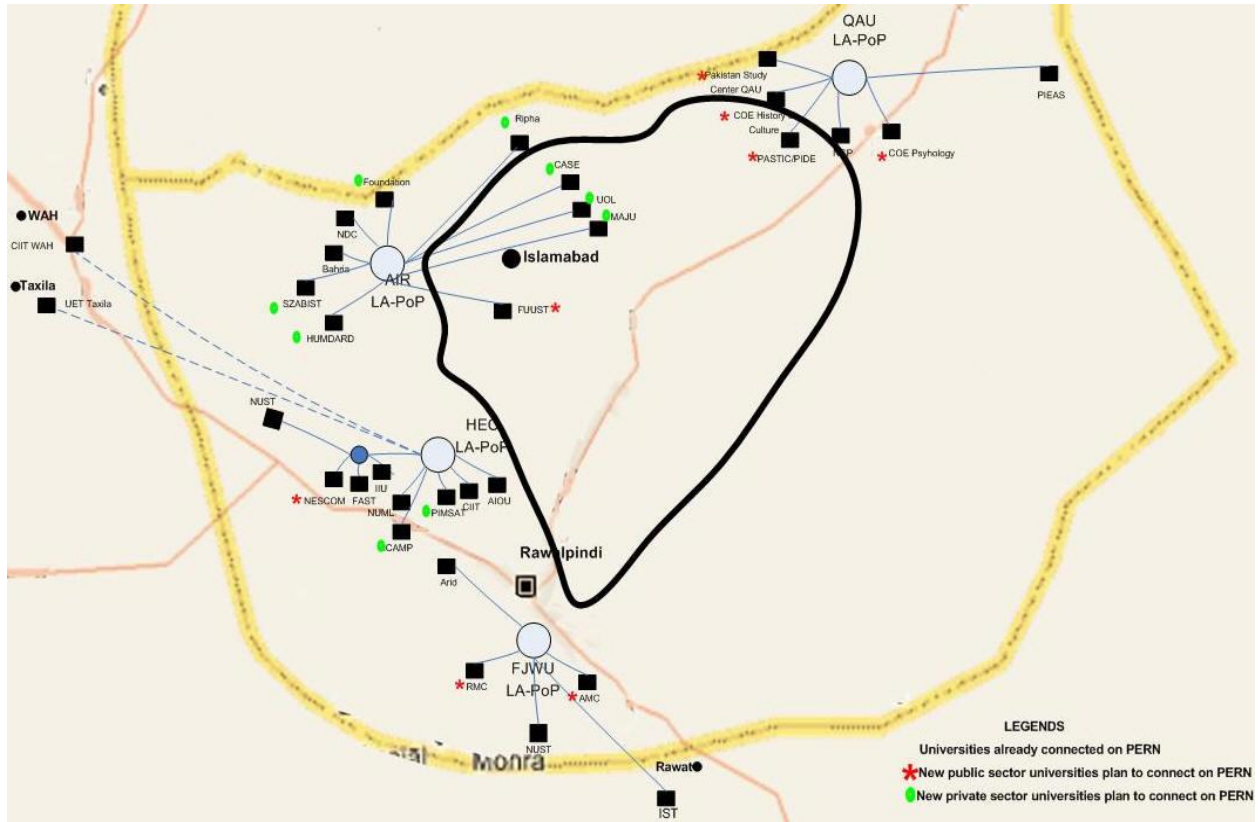 QAU
LA-PoP
*Pakistan Study
Center QAU
PIEAS
COE History
Culture
*PASTIC/PIDE
COE Psyhology
Ripha
CASE
UOL
MAJU
Foundation
NDC
Bahria
AIR
LA-PoP
SZABIST
HUMDARD
Islamabad
FUUST*
WAH
CIIT WAH
Taxila
UET Taxila
NUST
HEC
LA-PoP
NESCOM
FAST
IIU
NUML
PIMSAT
CIIT
AIOU
CAMP
Rawalpindi
Arid
FJWU
LA-PoP
*RMC
*AMC
NUST
Monra
Rawat
IST
LEGENDS
Universities already connected on PERN
*New public sector universities plan to connect on PERN
New private sector universities plan to connect on PERN